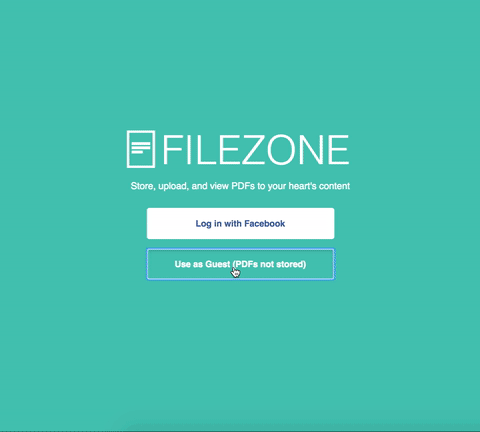 FILEZONE
Store, upload, and view PDFs to your heart's content
Log in with Facebook
Use as Guest (PDFs not stored)